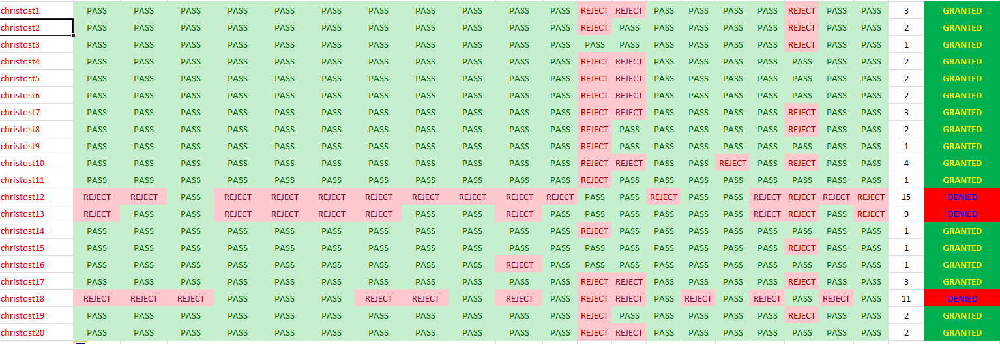 christost1 PASS PASS PASS PASS PASS PASS PASS PASS PASS PASS PASS REJECT REJECT PASS PASS PASS PASS REJECT PASS PASS 3 GRANTED
christost2 PASS PASS PASS PASS PASS PASS PASS PASS PASS PASS PASS REJECT PASS PASS PASS PASS PASS REJECT PASS PASS 2 GRANTED
christost3 PASS PASS PASS PASS PASS PASS PASS PASS PASS PASS PASS PASS PASS PASS PASS PASS PASS REJECT PASS PASS 1 GRANTED
christost4 PASS PASS PASS PASS PASS PASS PASS PASS PASS PASS PASS REJECT REJECT PASS PASS PASS PASS PASS PASS PASS 2 GRANTED
christost5 PASS PASS PASS PASS PASS PASS PASS PASS PASS PASS PASS REJECT REJECT PASS PASS PASS PASS PASS PASS PASS 2 GRANTED
christost6 PASS PASS PASS PASS PASS PASS PASS PASS PASS PASS PASS REJECT REJECT PASS PASS PASS PASS PASS PASS PASS 2 GRANTED
christost7 PASS PASS PASS PASS PASS PASS PASS PASS PASS PASS PASS REJECT REJECT PASS PASS PASS PASS REJECT PASS PASS 3 GRANTED
christost8 PASS PASS PASS PASS PASS PASS PASS PASS PASS PASS PASS REJECT PASS PASS PASS PASS PASS REJECT PASS PASS 2 GRANTED
christost9 PASS PASS PASS PASS PASS PASS PASS PASS PASS PASS PASS REJECT PASS PASS PASS PASS PASS PASS PASS PASS 1 GRANTED
christost10 PASS PASS PASS PASS PASS PASS PASS PASS PASS PASS PASS REJECT REJECT PASS PASS REJECT PASS REJECT PASS PASS 4 GRANTED
christost11 PASS PASS PASS PASS PASS PASS PASS PASS PASS PASS PASS REJECT PASS PASS PASS PASS PASS PASS PASS PASS 1 GRANTED
christost12 REJECT REJECT PASS REJECT REJECT REJECT REJECT REJECT REJECT REJECT REJECT PASS PASS REJECT PASS PASS REJECT REJECT REJECT REJECT 15 DENIED
christost13 REJECT PASS PASS REJECT REJECT REJECT REJECT PASS PASS REJECT PASS PASS PASS PASS PASS PASS REJECT REJECT PASS REJECT 9 DENIED
christost14 PASS PASS PASS PASS PASS PASS PASS PASS PASS PASS PASS REJECT PASS PASS PASS PASS PASS PASS PASS PASS 1 GRANTED
christost15 PASS PASS PASS PASS PASS PASS PASS PASS PASS PASS PASS PASS PASS PASS PASS PASS PASS REJECT PASS PASS 1 GRANTED
christost16 PASS PASS PASS PASS PASS PASS PASS PASS PASS REJECT PASS PASS PASS PASS PASS PASS PASS PASS PASS PASS 1 GRANTED
christost17 PASS PASS PASS PASS PASS PASS PASS PASS PASS PASS PASS REJECT REJECT PASS PASS PASS PASS REJECT PASS PASS 3 GRANTED
christost18 REJECT REJECT REJECT PASS PASS PASS REJECT REJECT PASS REJECT PASS REJECT REJECT PASS REJECT PASS REJECT PASS REJECT PASS 11 DENIED
christost19 PASS PASS PASS PASS PASS PASS PASS PASS PASS PASS PASS REJECT PASS PASS PASS PASS PASS REJECT PASS PASS 2 GRANTED
christost20 PASS PASS PASS PASS PASS PASS PASS PASS PASS PASS PASS REJECT REJECT PASS PASS PASS PASS PASS PASS PASS 2 GRANTED